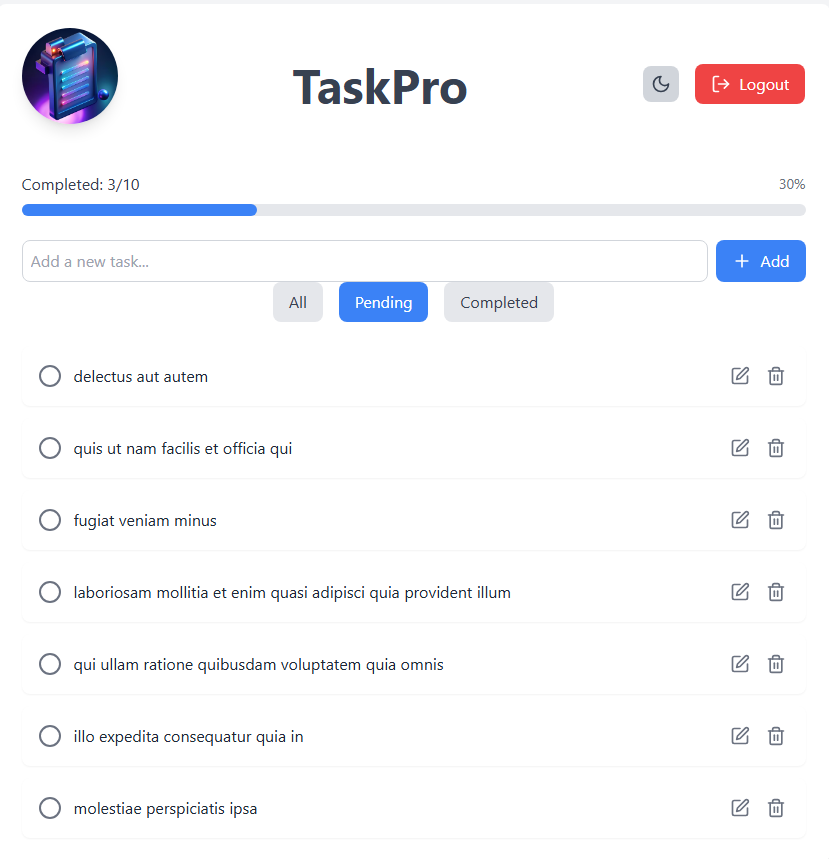 TaskPro
Logout
Completed: 3/10 30%
Add a new task...
Add
All Pending Completed
delectus aut autem
quis ut nam facilis et officia qui
fugiat veniam minus
laboriosam mollitia et enim quasi adipisci quia provident illum
qui ullam ratione quibusdam voluptatem quia omnis
illo expedita consequatur quia in
molestiae perspiciatis ipsa